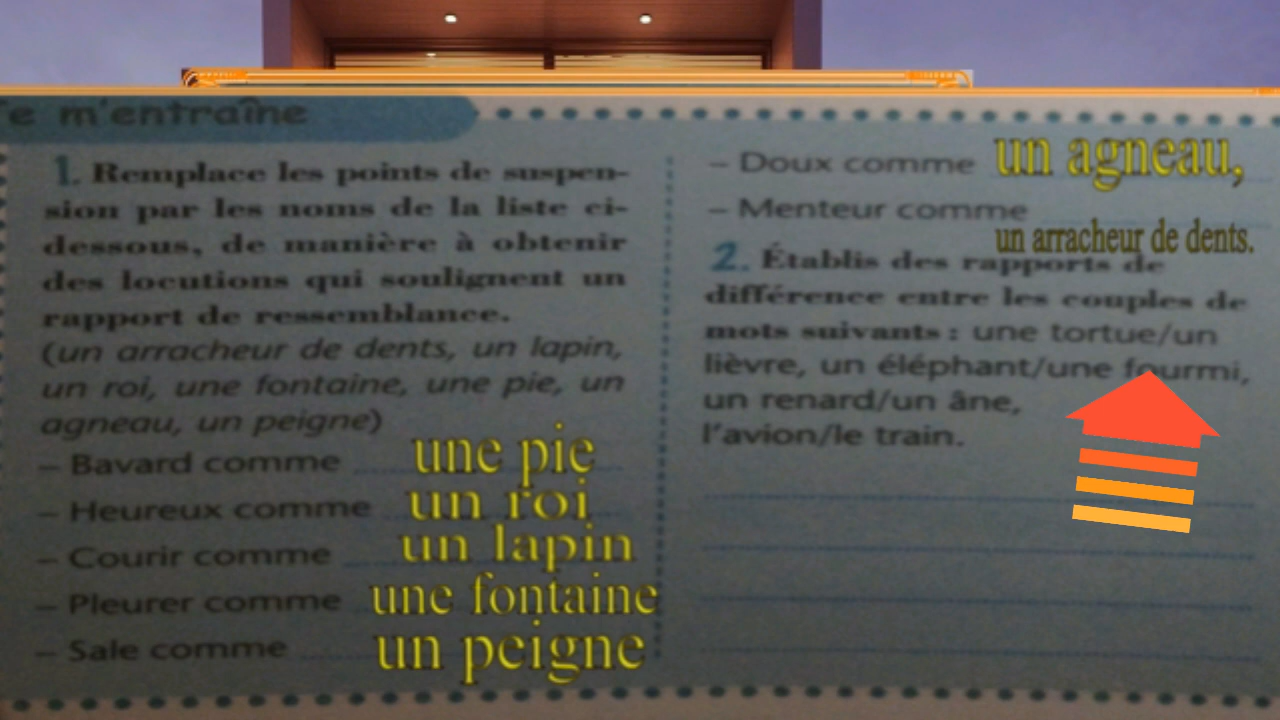 e m'entraîne
1. Remplace les points de suspen-
sion par les noms de la liste ci-
dessous, de manière à obtenir
des locutions qui soulignent un
rapport de ressemblance.
(un arracheur de dents, un lapin,
un roi, une fontaine, une pie, un
agneau, un peigne)
– Bavard comme une pie
– Heureux comme un roi
– Courir comme un lapin
– Pleurer comme une fontaine
– Sale comme un peigne
– Doux comme un agneau,
– Menteur comme
un arracheur de dents.
2. Établis des rapports de
différence entre les couples de
mots suivants : une tortue/un
lièvre, un éléphant/une fourmi,
un renard/un âne,
l'avion/le train.